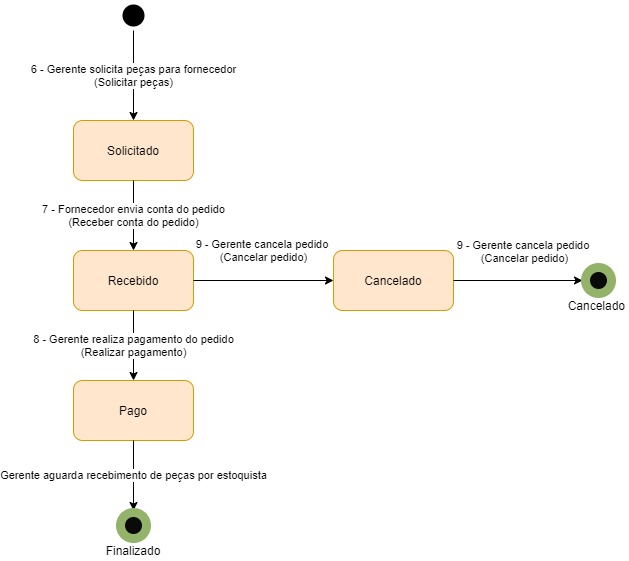 6 - Gerente solicita peças para fornecedor
(Solicitar peças)
Solicitado
7 - Fornecedor envia conta do pedido
(Receber conta do pedido)
9 - Gerente cancela pedido
(Cancelar pedido)
9 - Gerente cancela pedido
(Cancelar pedido)
Recebido
Cancelado
Cancelado
8 - Gerente realiza pagamento do pedido
(Realizar pagamento)
Pago
Gerente aguarda recebimento de peças por estoquista
Finalizado